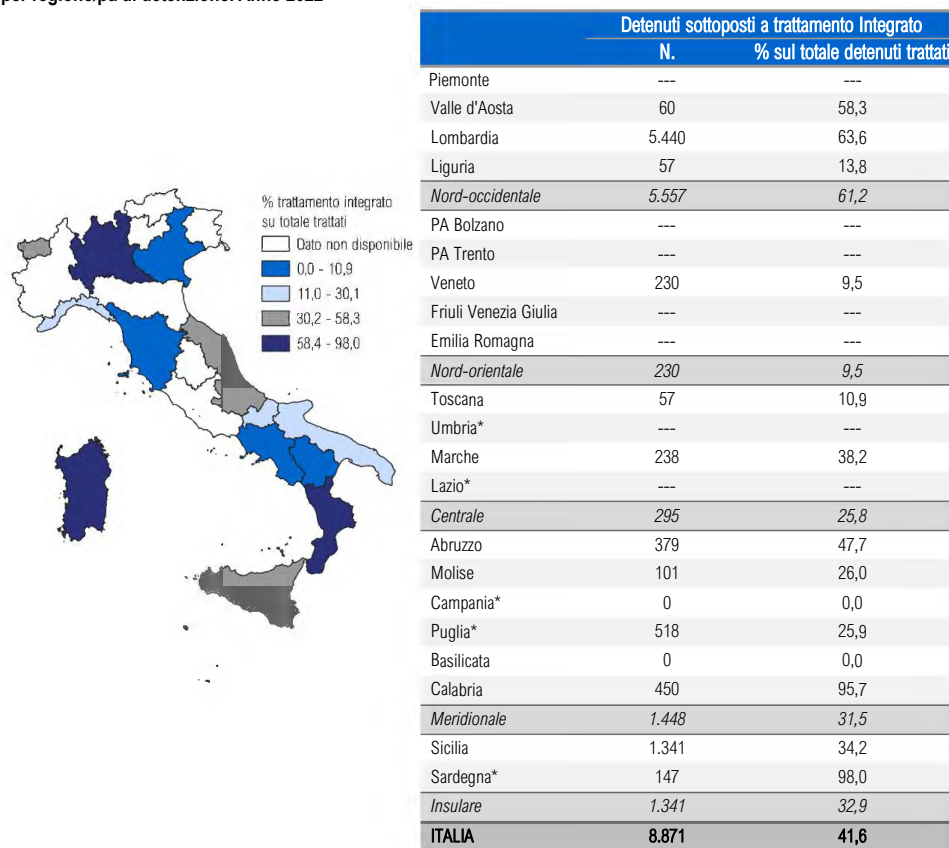 Detenuti sottoposti a trattamento Integrato
N. % sul totale detenuti trattati
Piemonte --- ---
Valle d'Aosta 60 58,3
Lombardia 5.440 63,6
Liguria 57 13,8
Nord-occidentale 5.557 61,2
PA Bolzano --- ---
PA Trento --- ---
Veneto 230 9,5
Friuli Venezia Giulia --- ---
Emilia Romagna --- ---
Nord-orientale 230 9,5
Toscana 57 10,9
Umbria* --- ---
Marche 238 38,2
Lazio* --- ---
Centrale 295 25,8
Abruzzo 379 47,7
Molise 101 26,0
Campania* 0 0,0
Puglia* 518 25,9
Basilicata 0 0,0
Calabria 450 95,7
Meridionale 1.448 31,5
Sicilia 1.341 34,2
Sardegna* 147 98,0
Insulare 1.341 32,9
ITALIA 8.871 41,6
% trattamento integrato
su totale trattati
Dato non disponibile
0,0 - 10,9
11,0 - 30,1
30,2 - 58,3
58,4 - 98,0